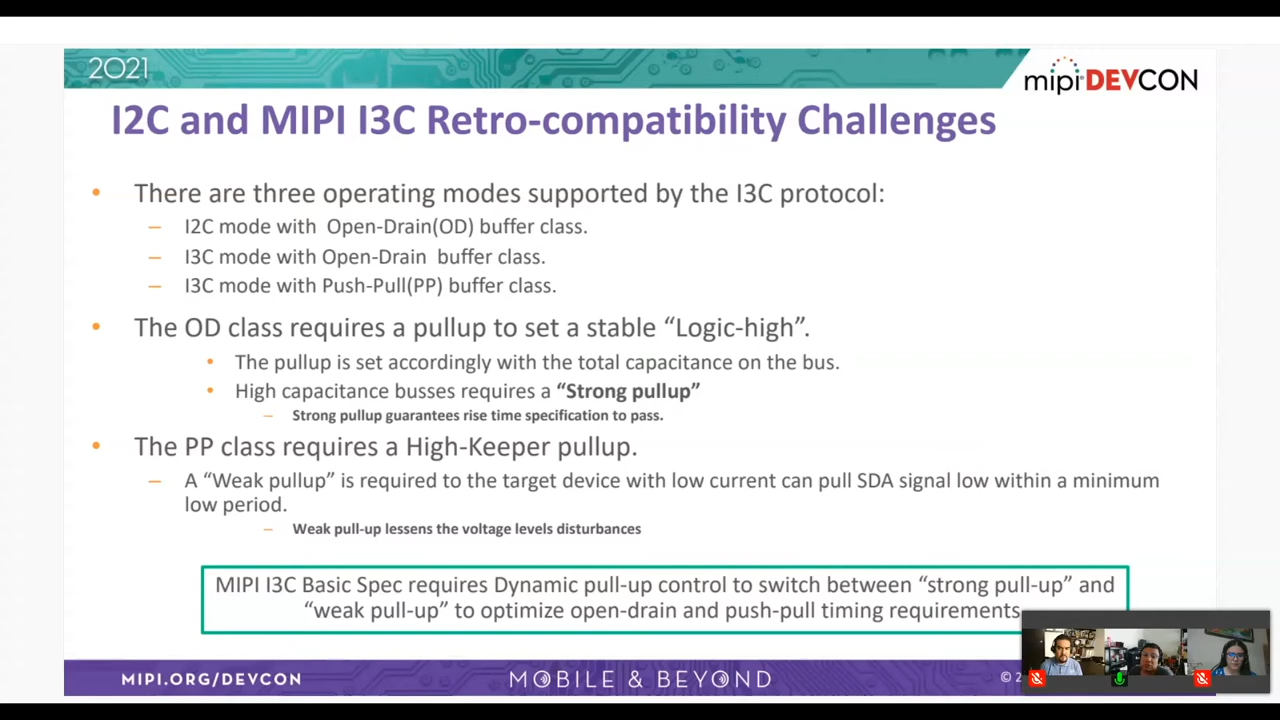 2021
mipi DEVCON
I2C and MIPI I3C Retro-compatibility Challenges
• There are three operating modes supported by the I3C protocol:
– I2C mode with Open-Drain(OD) buffer class.
– I3C mode with Open-Drain buffer class.
– I3C mode with Push-Pull(PP) buffer class.
• The OD class requires a pullup to set a stable “Logic-high”.
• The pullup is set accordingly with the total capacitance on the bus.
• High capacitance busses requires a “Strong pullup”
– Strong pullup guarantees rise time specification to pass.
• The PP class requires a High-Keeper pullup.
– A “Weak pullup” is required to the target device with low current can pull SDA signal low within a minimum
low period.
– Weak pull-up lessens the voltage levels disturbances
MIPI I3C Basic Spec requires Dynamic pull-up control to switch between “strong pull-up” and
“weak pull-up” to optimize open-drain and push-pull timing requirements
MIPI.ORG/DEVCON
MOBILE & BEYOND
© 2